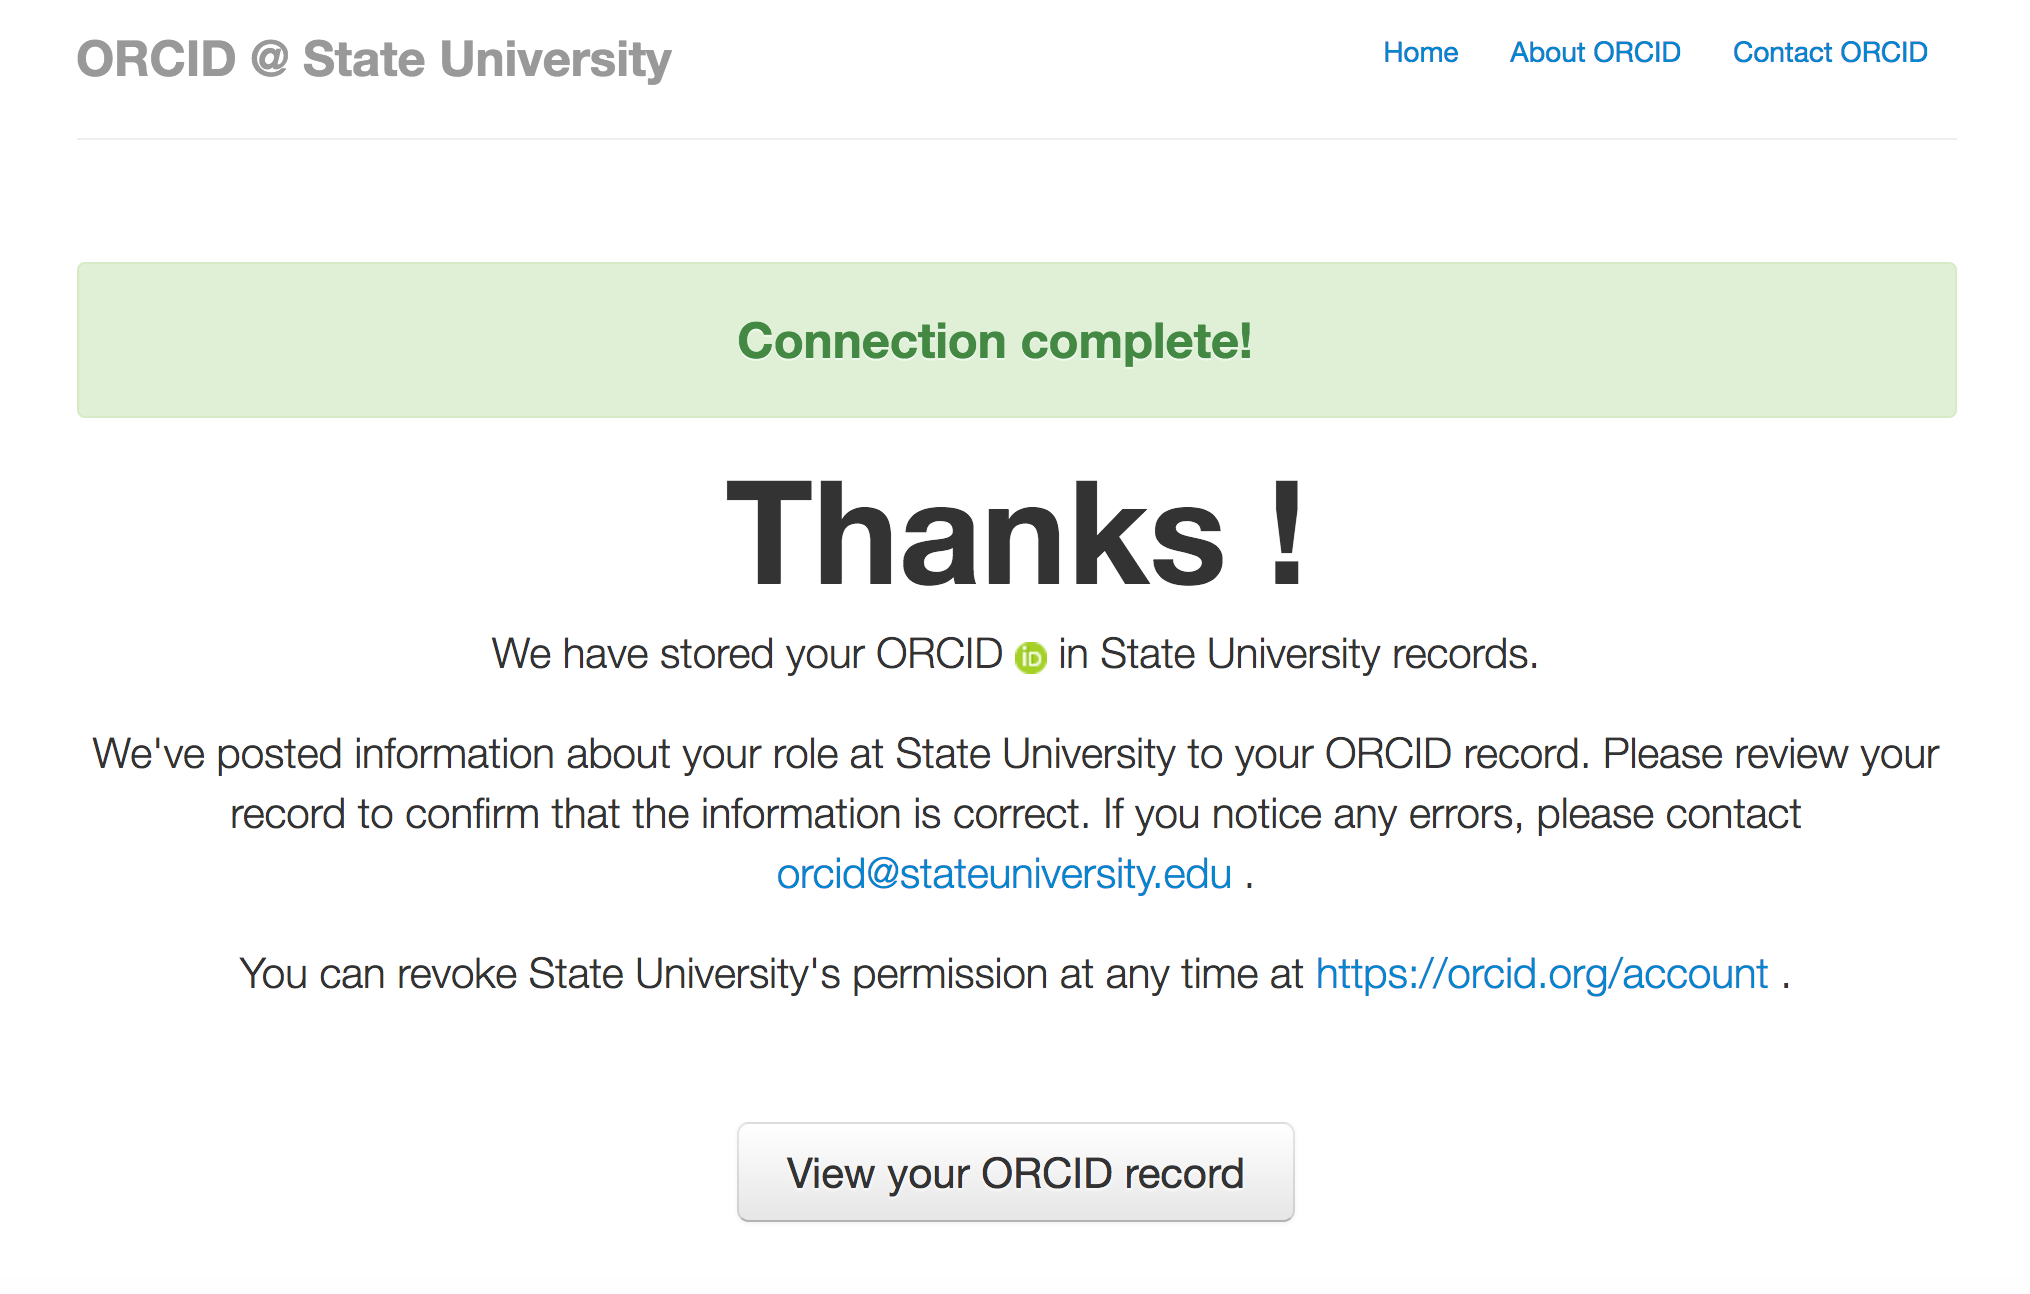 ORCID @ State University
Home About ORCID Contact ORCID
Connection complete!
Thanks !
We have stored your ORCID iD in State University records.
We've posted information about your role at State University to your ORCID record. Please review your
record to confirm that the information is correct. If you notice any errors, please contact
orcid@stateuniversity.edu .
You can revoke State University's permission at any time at https://orcid.org/account .
View your ORCID record